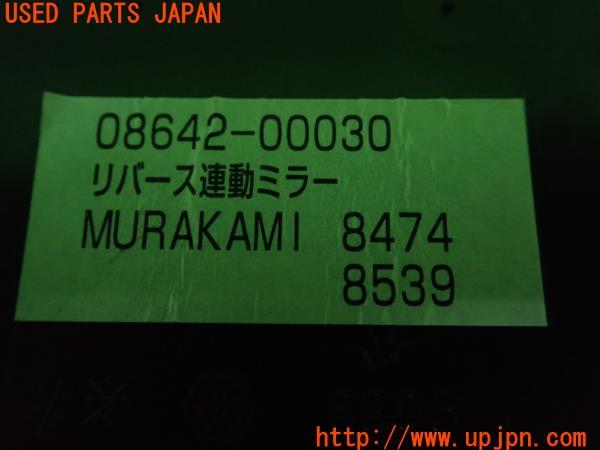 USED PARTS JAPAN
08642-00030
リバース連動ミラー
MURAKAMI 8474
8539
http://www.upjpn.com